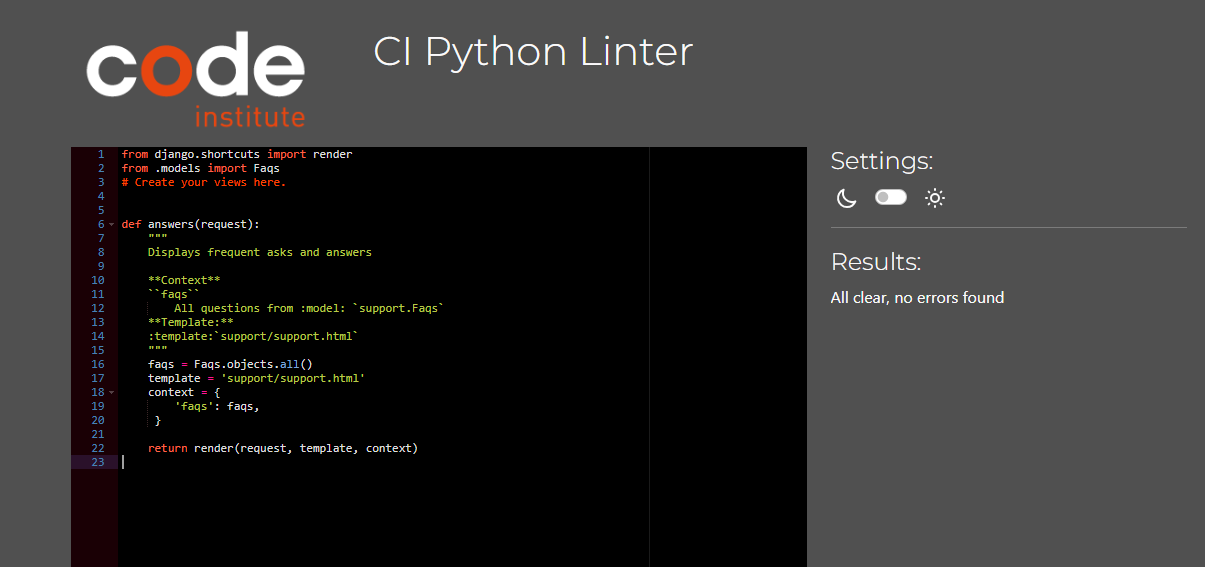 code
institute
CI Python Linter
1 from django.shortcuts import render
2 from .models import Faqs
3 # Create your views here.
4
5
6 def answers(request):
7     """
8     Displays frequent asks and answers
9
10     **Context**
11     ``faqs``
12         All questions from :model: `support.Faqs`
13     **Template:**
14     :template:`support/support.html`
15     """
16     faqs = Faqs.objects.all()
17     template = 'support/support.html'
18     context = {
19         'faqs': faqs,
20      }
21
22     return render(request, template, context)
23
Settings:
Results:
All clear, no errors found